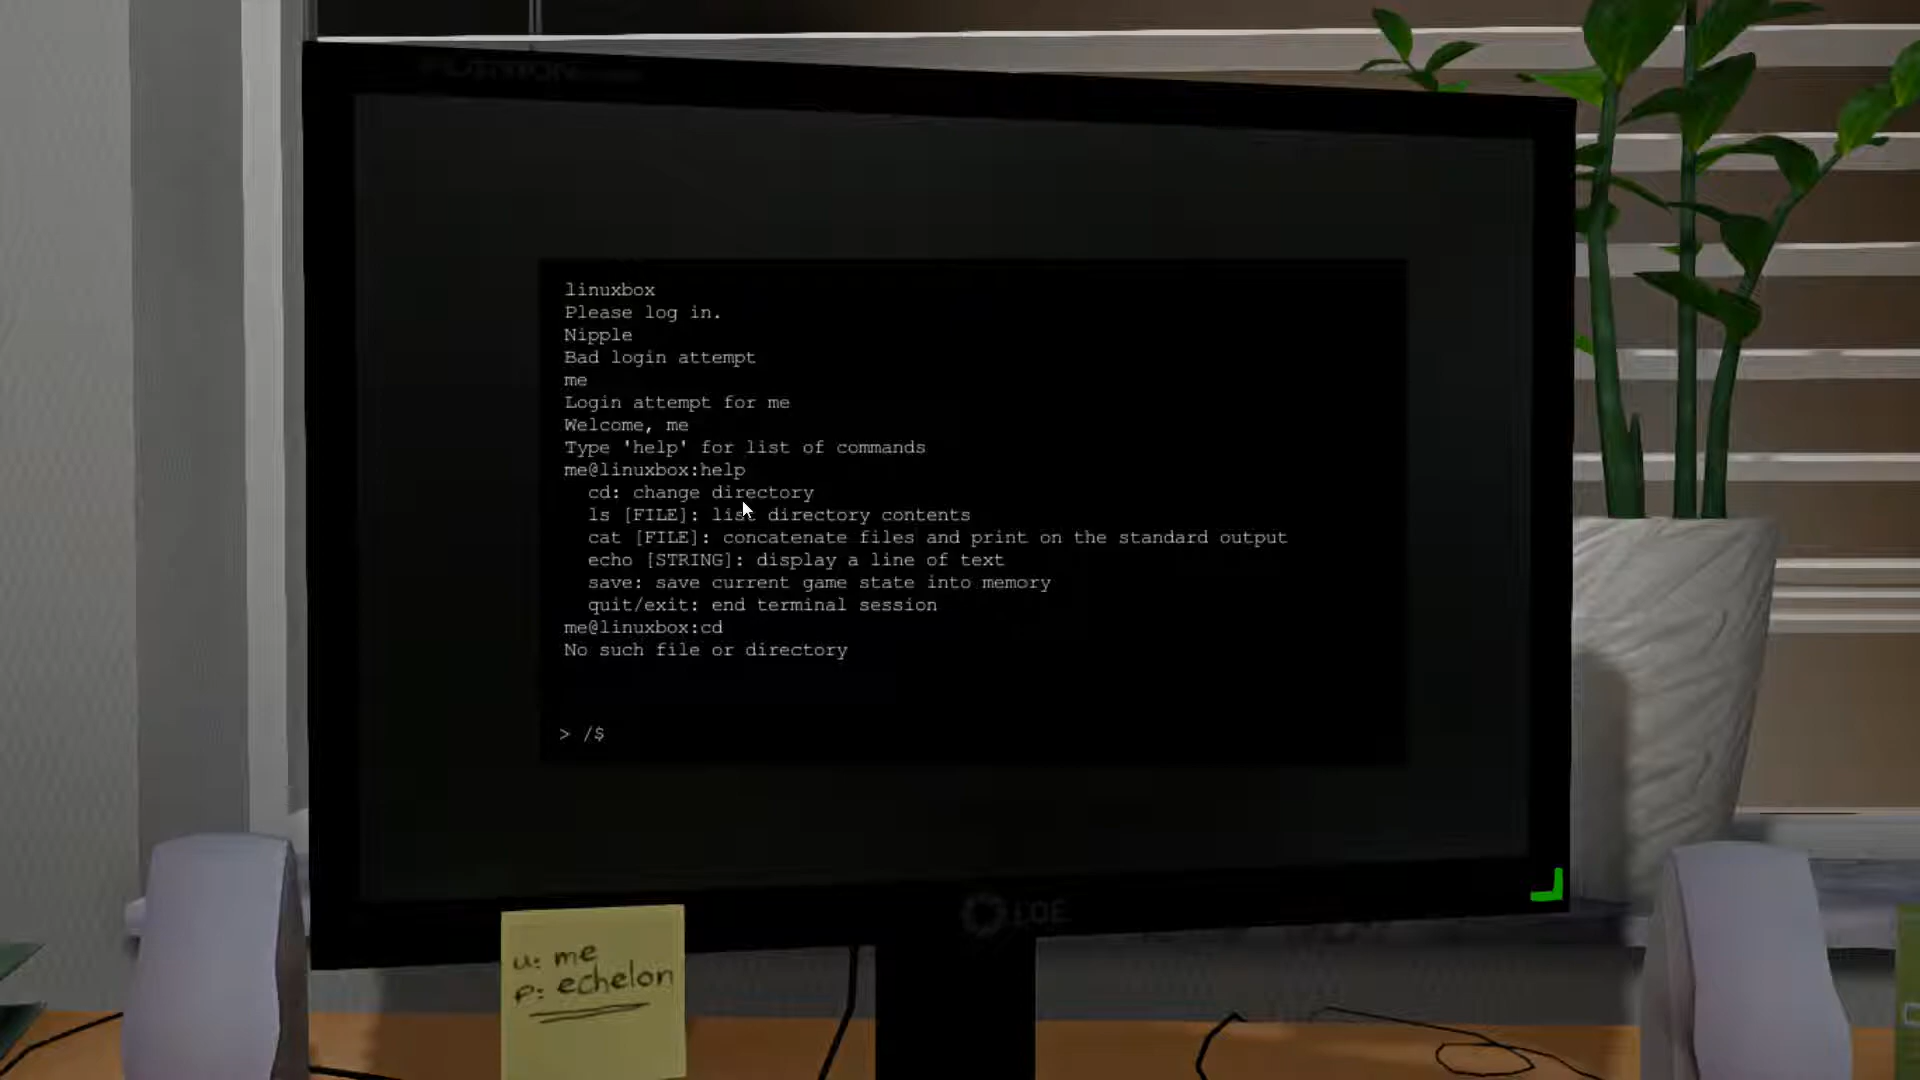 linuxbox
Please log in.
Nipple
Bad login attempt
me
Login attempt for me
Welcome, me
Type 'help' for list of commands
me@linuxbox:help
cd: change directory
ls [FILE]: list directory contents
cat [FILE]: concatenate files and print on the standard output
echo [STRING]: display a line of text
save: save current game state into memory
quit/exit: end terminal session
me@linuxbox:cd
No such file or directory
> /$
u: me
p: echelon